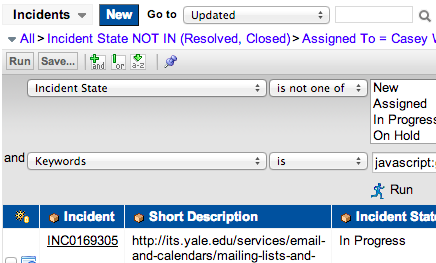 Incidents New Go to Updated
All > Incident State NOT IN (Resolved, Closed) > Assigned To = Casey W
Run Save... and or a-z
Incident State is not one of New
Assigned
In Progress
On Hold
and Keywords is javascript:
Run
Incident Short Description Incident Stat
INC0169305 http://its.yale.edu/services/email- In Progress
and-calendars/mailing-lists-and-